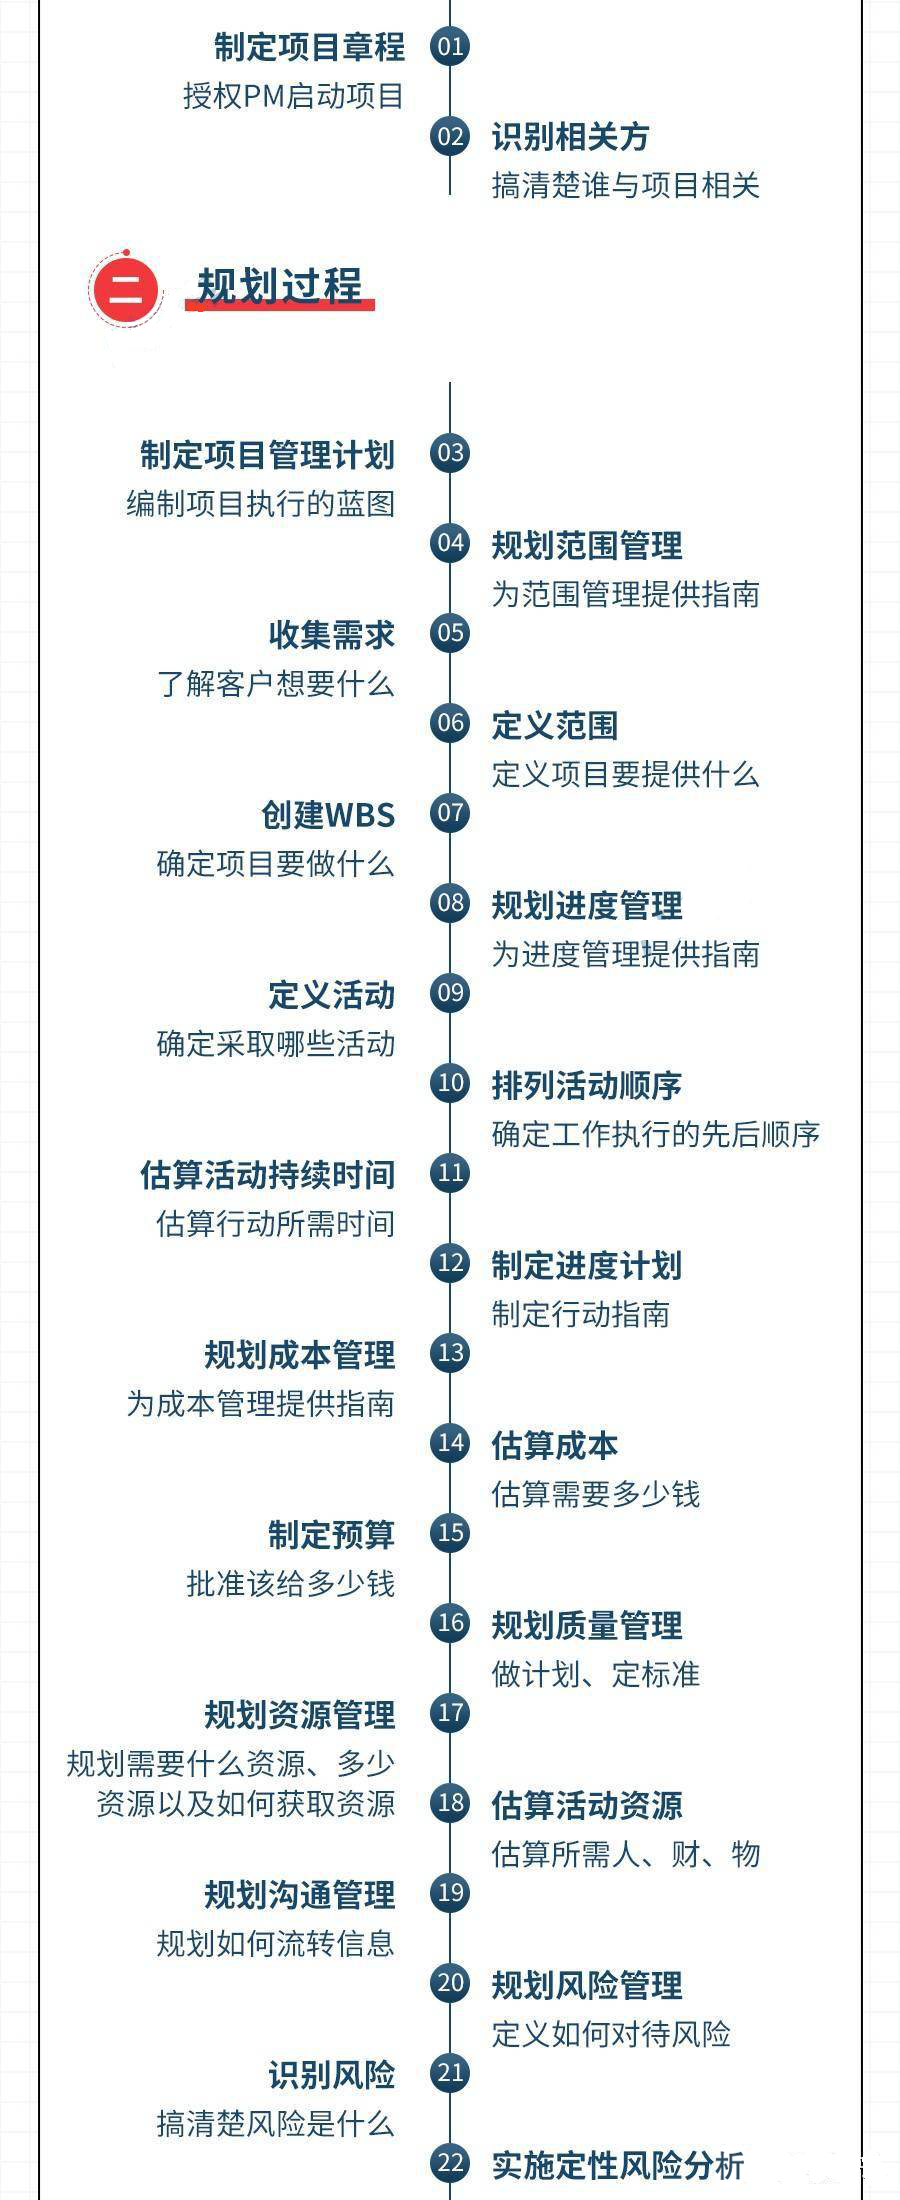 制定项目章程
01
授权PM启动项目
02
识别相关方
搞清楚谁与项目相关
二
规划过程
制定项目管理计划
03
编制项目执行的蓝图
04
规划范围管理
为范围管理提供指南
收集需求
05
了解客户想要什么
06
定义范围
定义项目要提供什么
创建WBS
07
确定项目要做什么
08
规划进度管理
为进度管理提供指南
定义活动
09
确定采取哪些活动
10
排列活动顺序
确定工作执行的先后顺序
估算活动持续时间
11
估算行动所需时间
12
制定进度计划
制定行动指南
规划成本管理
13
为成本管理提供指南
14
估算成本
估算需要多少钱
制定预算
15
批准该给多少钱
16
规划质量管理
做计划、定标准
规划资源管理
17
规划需要什么资源、多少
资源以及如何获取资源
18
估算活动资源
估算所需人、财、物
规划沟通管理
19
规划如何流转信息
20
规划风险管理
定义如何对待风险
识别风险
21
搞清楚风险是什么
22
实施定性风险分析